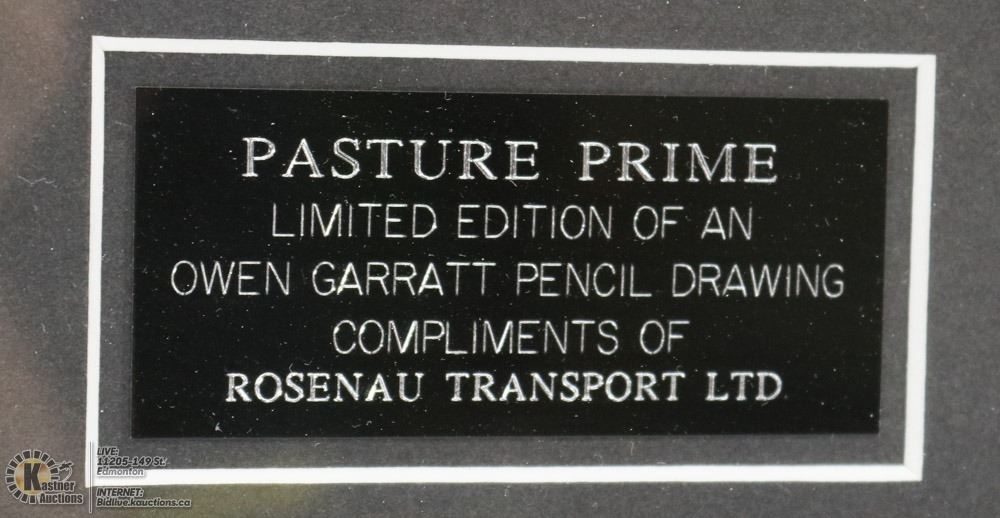 PASTURE PRIME
LIMITED EDITION OF AN
OWEN GARRATT PENCIL DRAWING
COMPLIMENTS OF
ROSENAU TRANSPORT LTD
Kastner
Auctions
LIVE:
11205-149 St.
Edmonton
INTERNET:
Bidlive.kauctions.ca